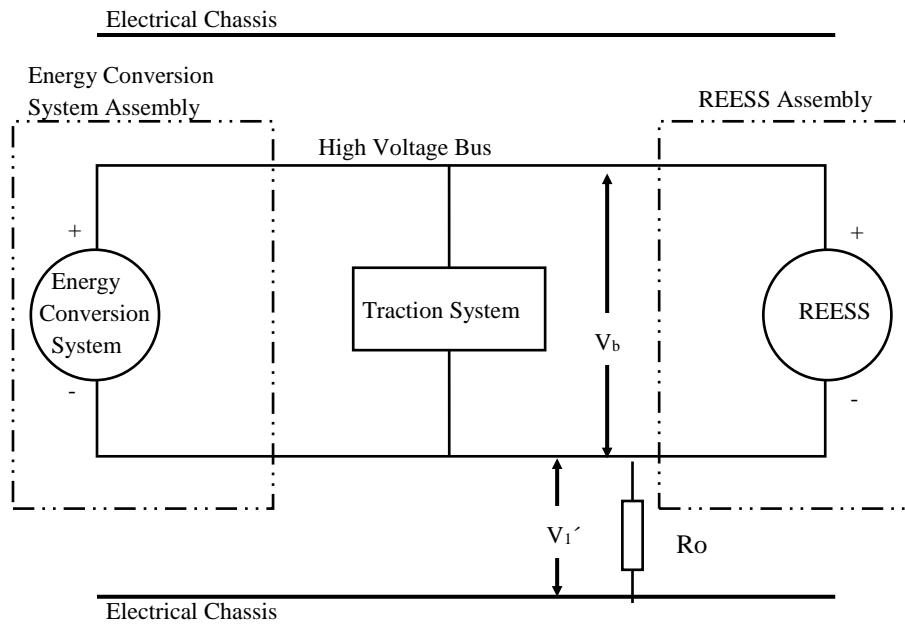 Electrical Chassis
Energy Conversion
System Assembly
REESS Assembly
High Voltage Bus
+
+
Energy
Conversion
System
Traction System
REESS
Vb
-
-
V1´
Ro
Electrical Chassis